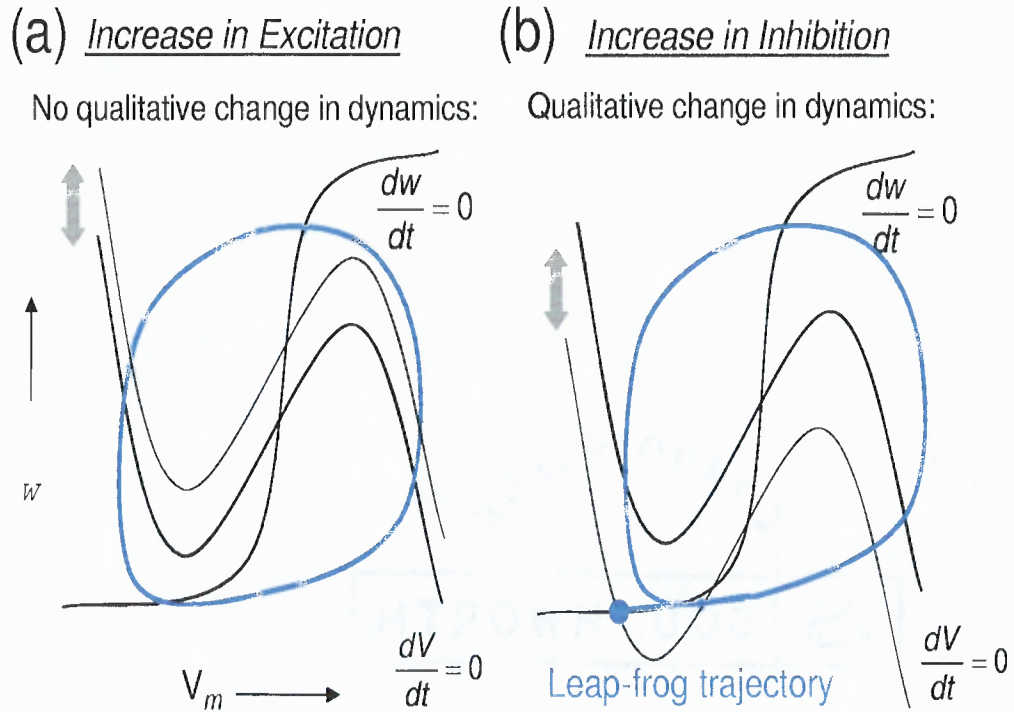 (a) Increase in Excitation
No qualitative change in dynamics:
dw/dt = 0
w
V_m
dV/dt = 0
(b) Increase in Inhibition
Qualitative change in dynamics:
dw/dt = 0
dV/dt = 0
Leap-frog trajectory